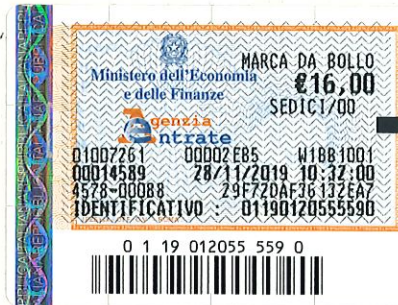 Ministero dell'Economia
e delle Finanze
MARCA DA BOLLO
€16,00
SEDICI/00
Agenzia
Entrate
01007261 00002EB5 W18B1001
00014589 28/11/2019 10:32:00
4578-00088 29F720AF36132EA7
IDENTIFICATIVO : 01190120555590
0 1 19 012055 559 0